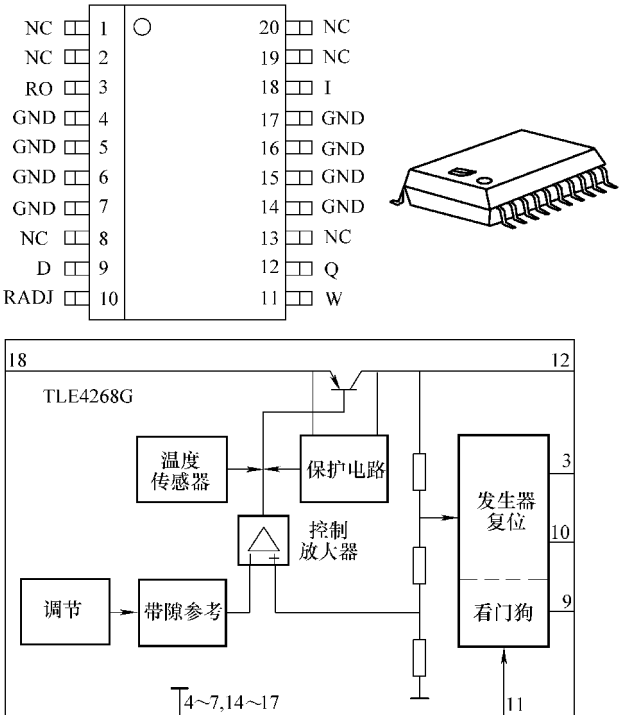 NC 1 20 NC
NC 2 19 NC
RO 3 18 I
GND 4 17 GND
GND 5 16 GND
GND 6 15 GND
GND 7 14 GND
NC 8 13 NC
D 9 12 Q
RADJ 10 11 W
18 12
TLE4268G
温度
传感器
保护电路
控制
放大器
发生器
复位
3
10
调节
带隙参考
看门狗
9
4~7,14~17
11